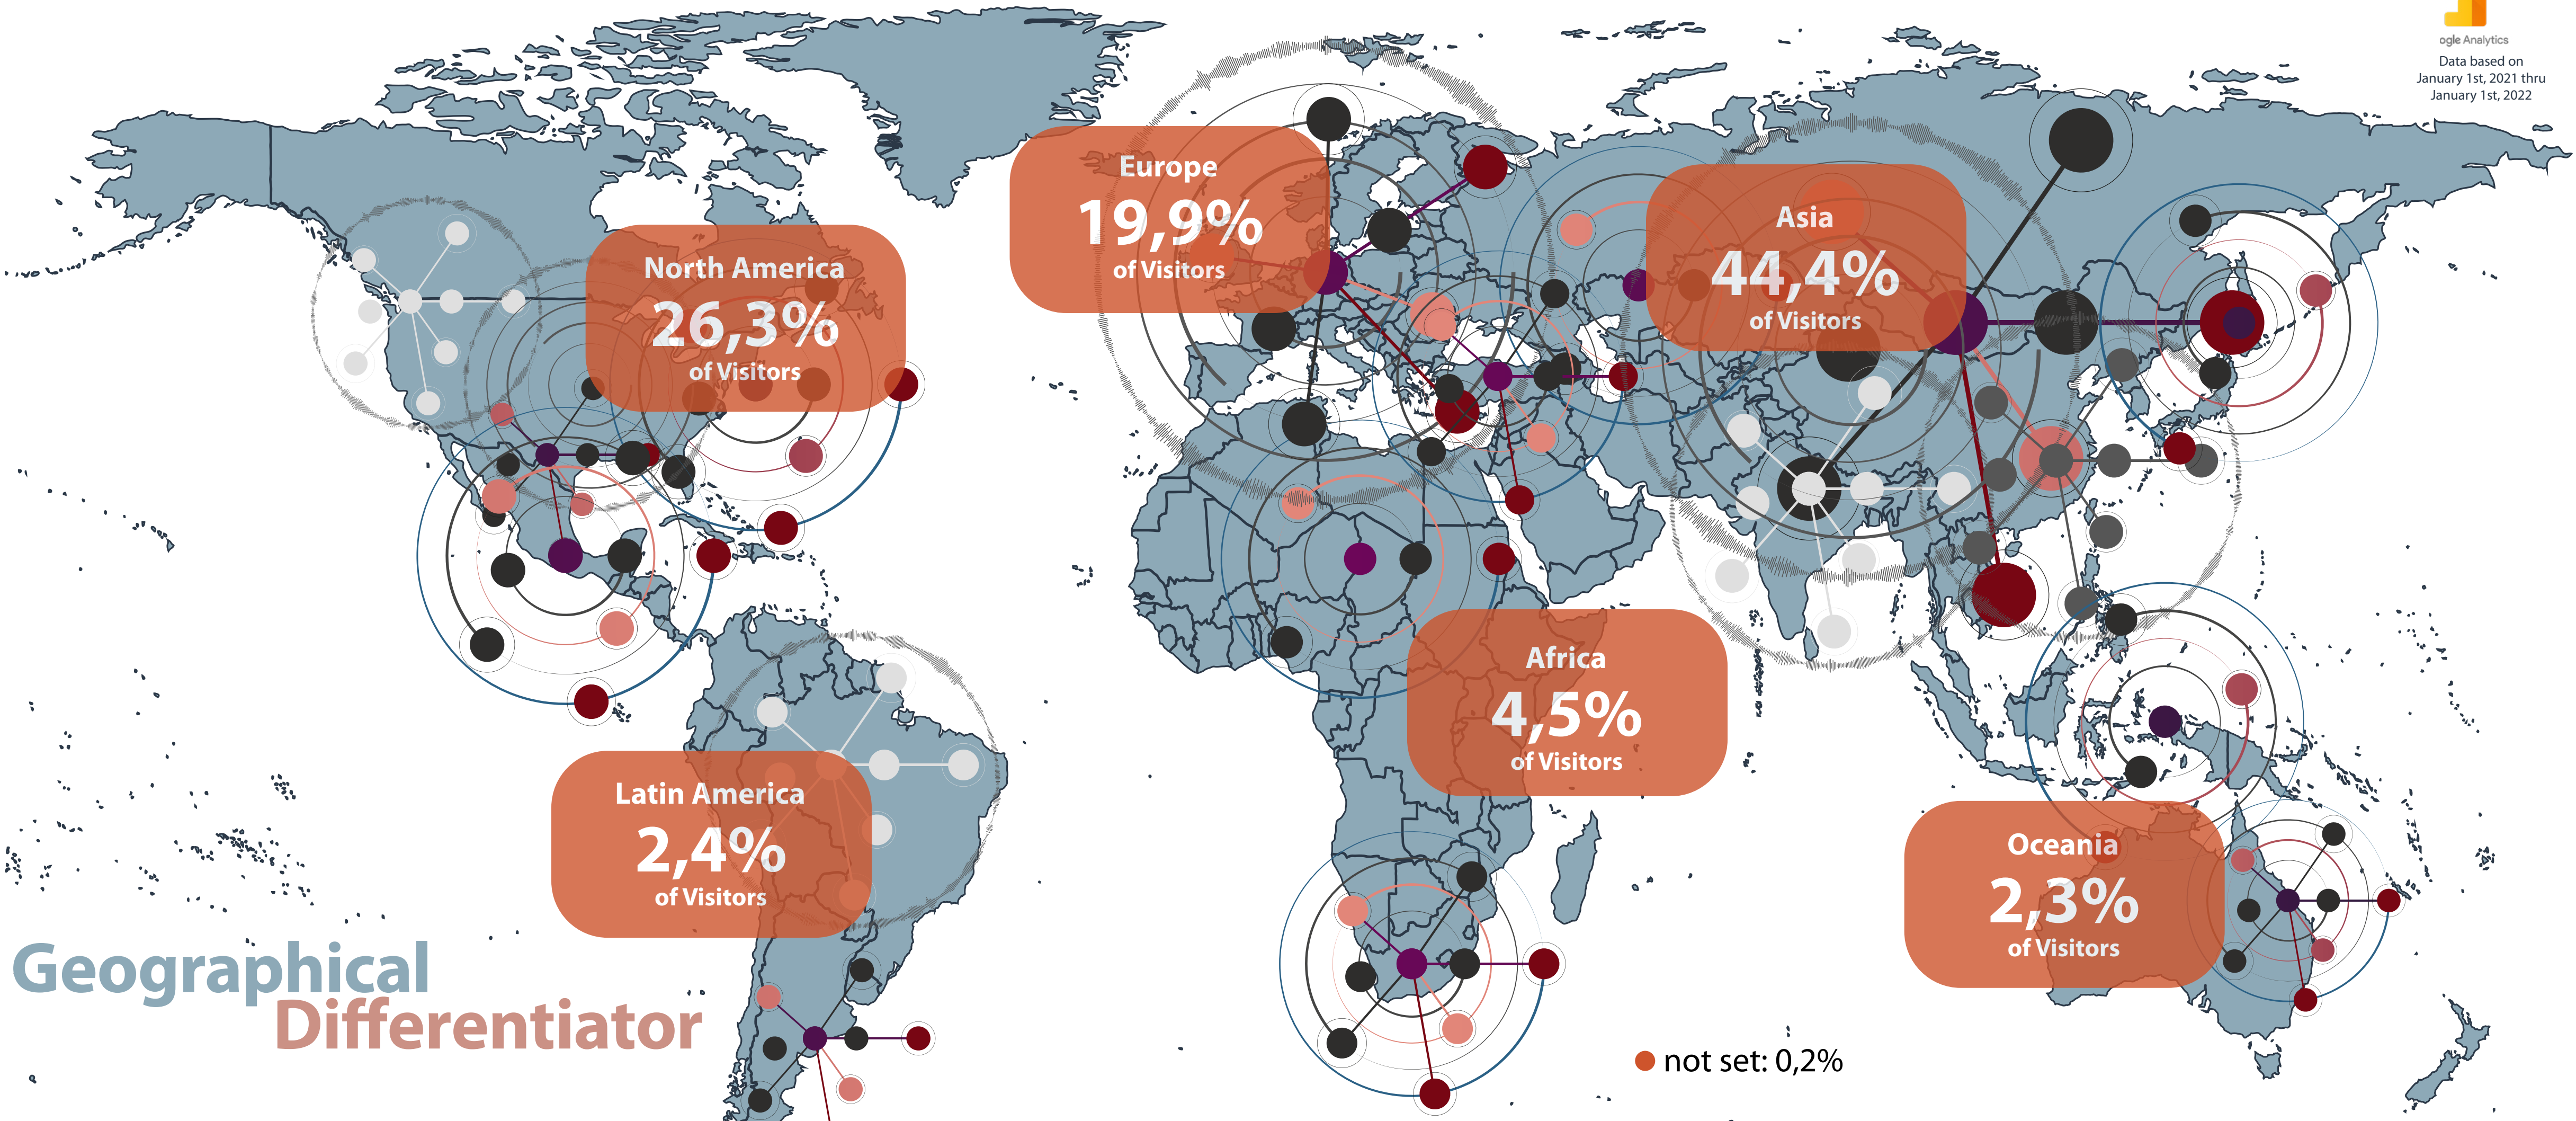 ogle Analytics
Data based on
January 1st, 2021 thru
January 1st, 2022
Europe
19,9%
of Visitors
Asia
44,4%
of Visitors
North America
26,3%
of Visitors
Africa
4,5%
of Visitors
Latin America
2,4%
of Visitors
Oceania
2,3%
of Visitors
Geographical
Differentiator
not set: 0,2%